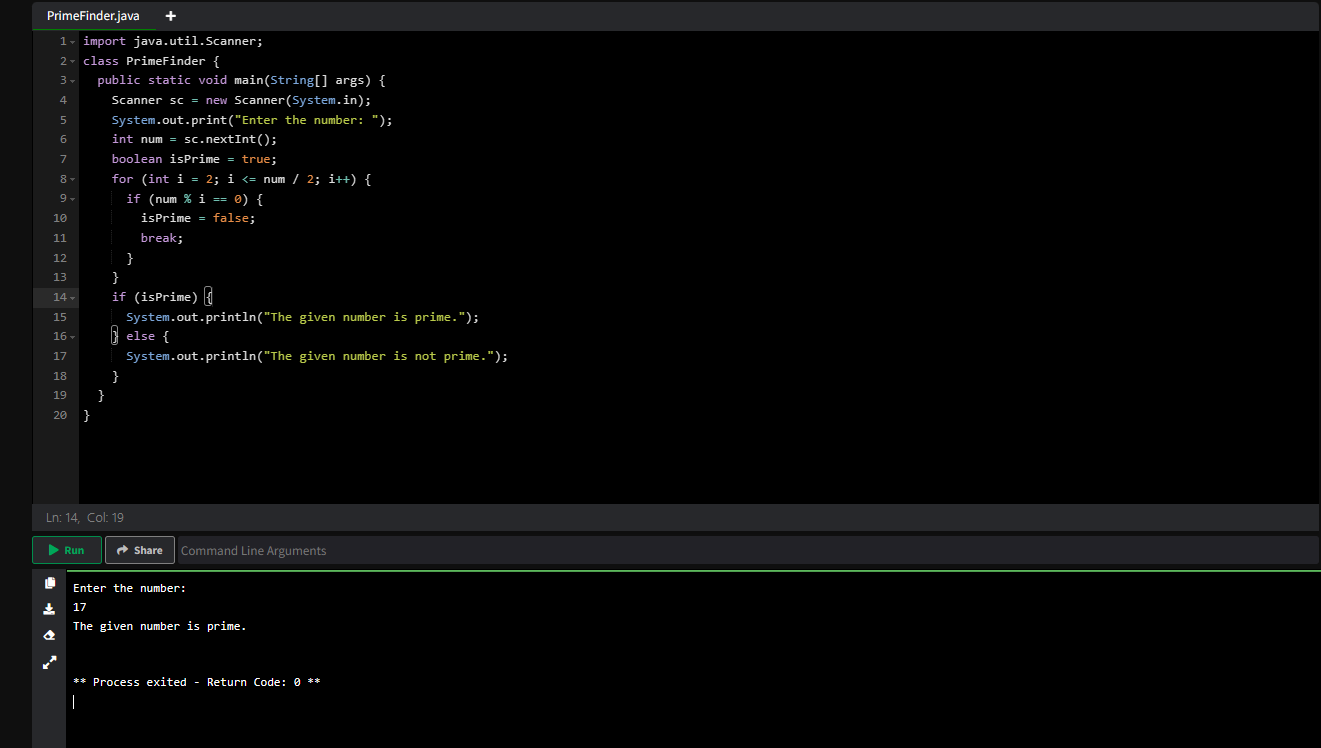 PrimeFinder.java +
1 import java.util.Scanner;
2 class PrimeFinder {
3   public static void main(String[] args) {
4     Scanner sc = new Scanner(System.in);
5     System.out.print("Enter the number: ");
6     int num = sc.nextInt();
7     boolean isPrime = true;
8     for (int i = 2; i <= num / 2; i++) {
9       if (num % i == 0) {
10         isPrime = false;
11         break;
12       }
13     }
14     if (isPrime) {
15       System.out.println("The given number is prime.");
16     } else {
17       System.out.println("The given number is not prime.");
18     }
19   }
20 }
Ln: 14, Col: 19
Run Share Command Line Arguments
Enter the number:
17
The given number is prime.
** Process exited - Return Code: 0 **